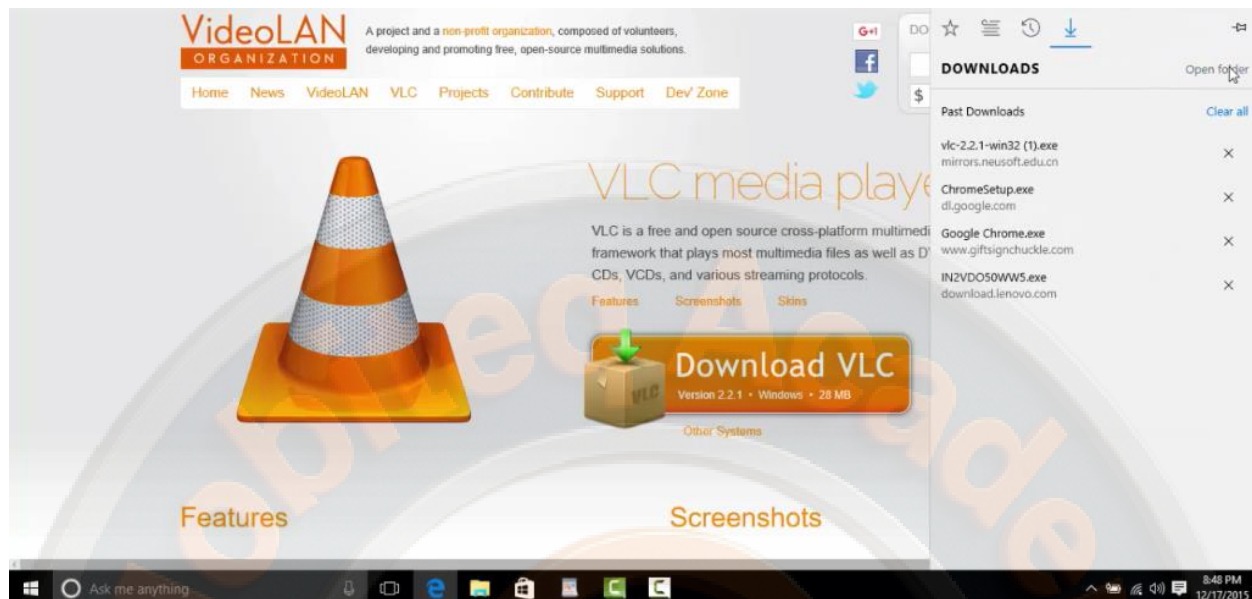 VideoLAN
ORGANIZATION
A project and a non-profit organization, composed of volunteers,
developing and promoting free, open-source multimedia solutions.
G+1
DO
$
Home News VideoLAN VLC Projects Contribute Support Dev' Zone
VLC media playe
VLC is a free and open source cross-platform multimedi
framework that plays most multimedia files as well as D
CDs, VCDs, and various streaming protocols.
Features Screenshots Skins
Download VLC
Version 2.2.1 • Windows • 28 MB
VLC
Other Systems
Features
Screenshots
DOWNLOADS
Open folder
Past Downloads
Clear all
vlc-2.2.1-win32 (1).exe
mirrors.neusoft.edu.cn
ChromeSetup.exe
dl.google.com
Google Chrome.exe
www.giftsignchuckle.com
IN2VDO50WW5.exe
download.lenovo.com
Ask me anything
8:48 PM
12/17/2015